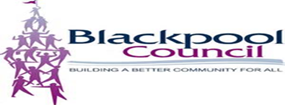 Blackpool
Council
BUILDING A BETTER COMMUNITY FOR ALL